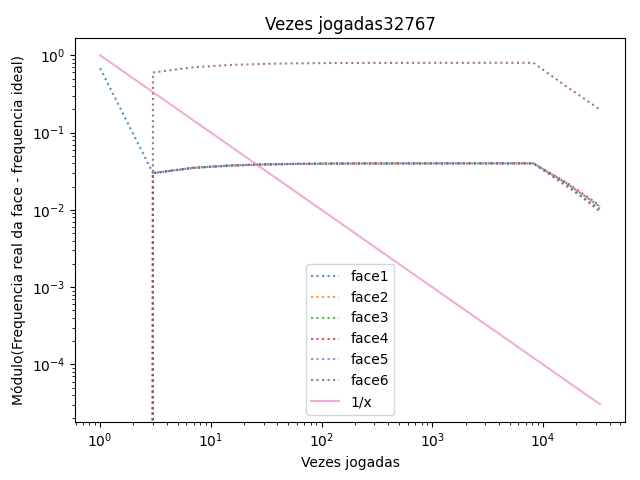 Vezes jogadas32767
Módulo(Frequencia real da face - frequencia ideal)
10⁰
10⁻¹
10⁻²
10⁻³
10⁻⁴
face1
face2
face3
face4
face5
face6
1/x
10⁰ 10¹ 10² 10³ 10⁴
Vezes jogadas